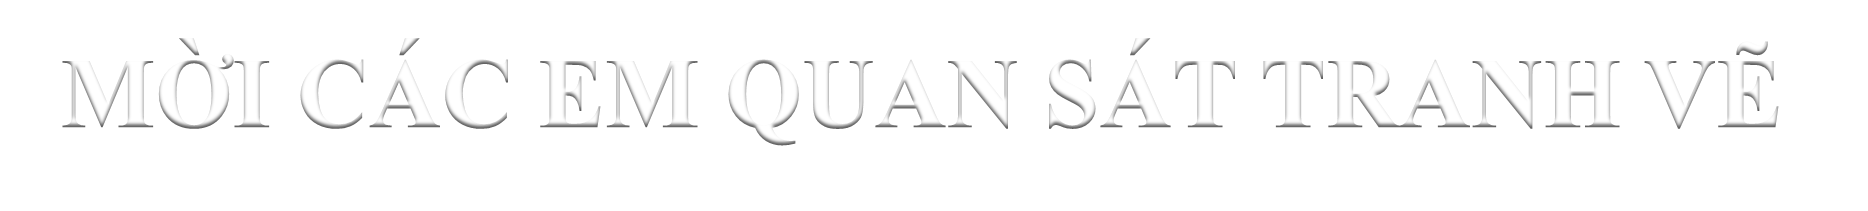 MỜI CÁC EM QUAN SÁT TRANH VẼ